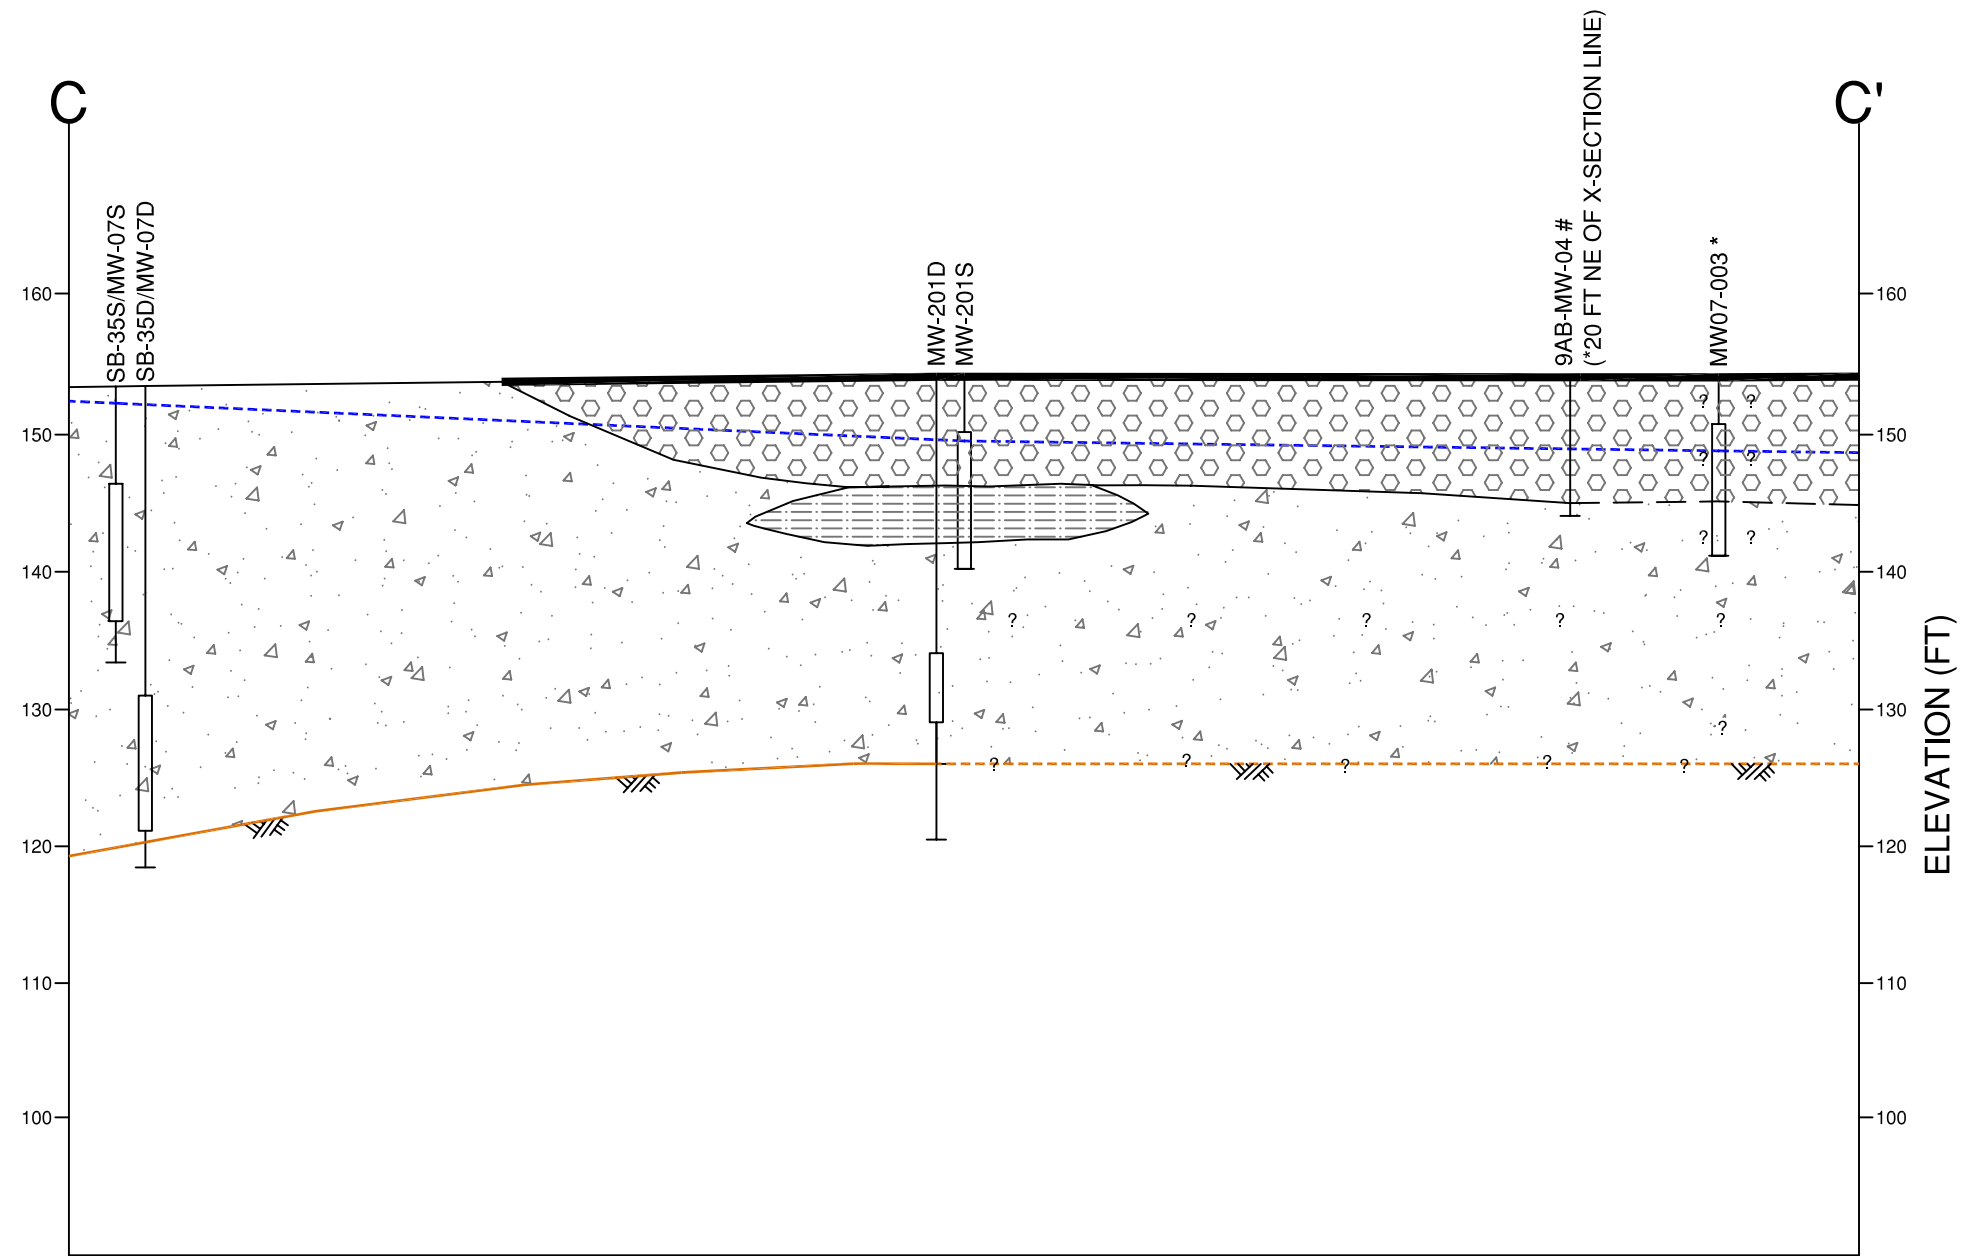 C
C'
SB-35S/MW-07S
SB-35D/MW-07D
MW-201D
MW-201S
9AB-MW-04 #
(*20 FT NE OF X-SECTION LINE)
MW07-003 *
160
160
? ?
150
150
? ?
? ?
140
140
? ? ? ? ?
130
130
?
? ? ? ? ?
120
120
110
110
100
100
ELEVATION (FT)